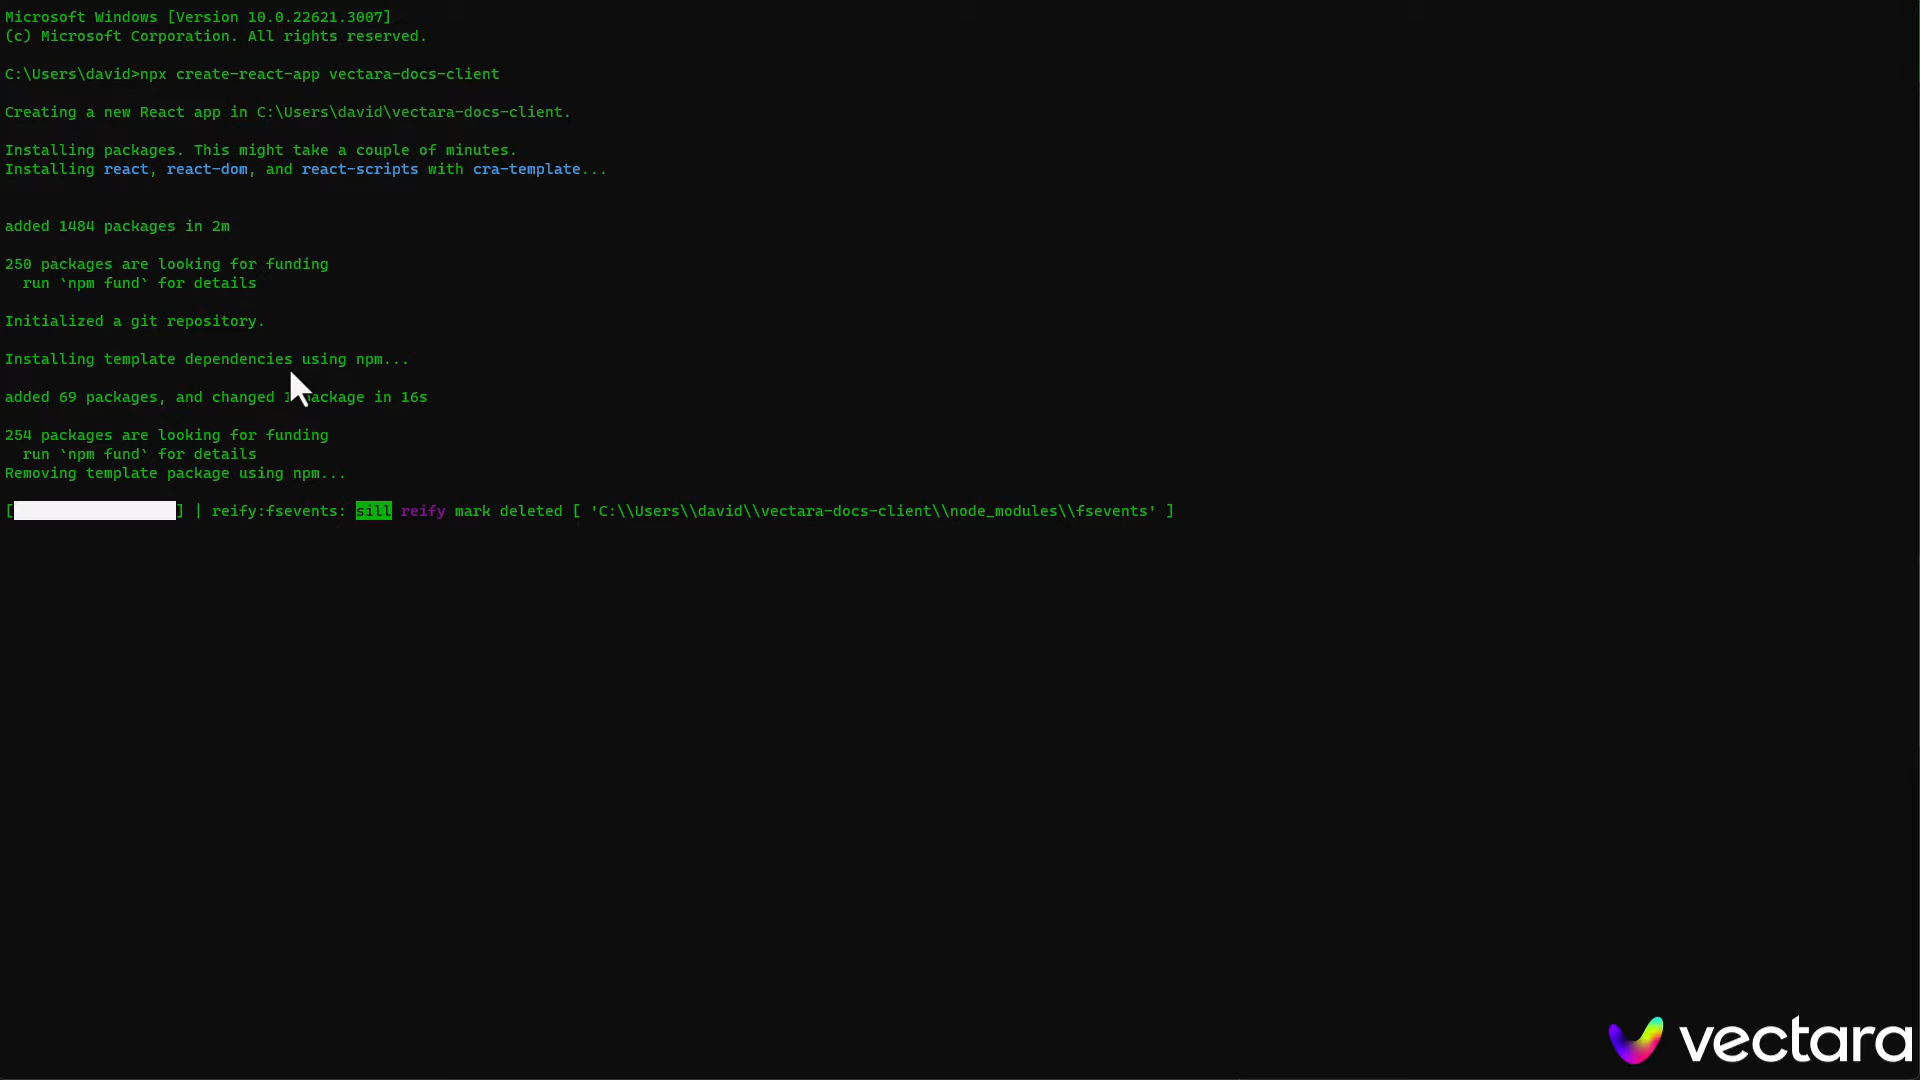 Microsoft Windows [Version 10.0.22621.3007]
(c) Microsoft Corporation. All rights reserved.
C:\Users\david>npx create-react-app vectara-docs-client
Creating a new React app in C:\Users\david\vectara-docs-client.
Installing packages. This might take a couple of minutes.
Installing react, react-dom, and react-scripts with cra-template...
added 1484 packages in 2m
250 packages are looking for funding
  run `npm fund` for details
Initialized a git repository.
Installing template dependencies using npm...
added 69 packages, and changed 1 package in 16s
254 packages are looking for funding
  run `npm fund` for details
Removing template package using npm...
[                  ] | reify:fsevents: sill reify mark deleted [ 'C:\\Users\\david\\vectara-docs-client\\node_modules\\fsevents' ]
vectara